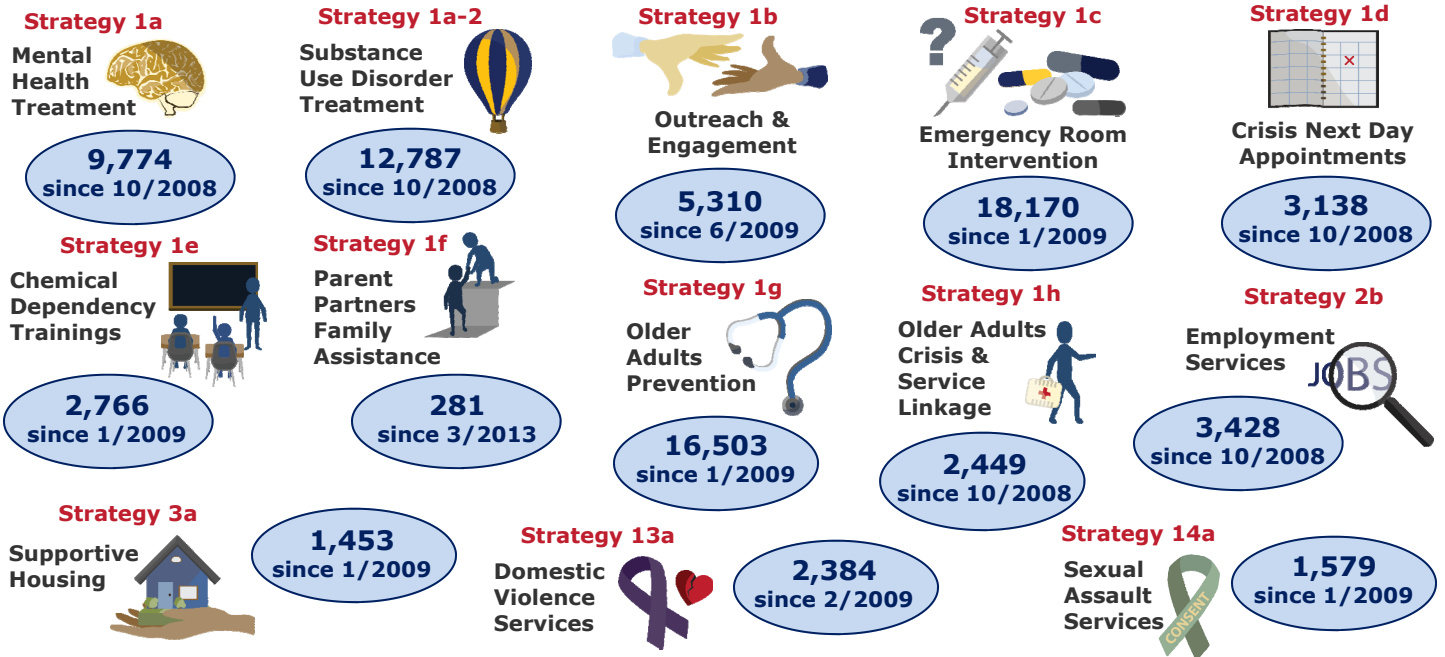 Strategy 1a
Mental
Health
Treatment
9,774
since 10/2008
Strategy 1a-2
Substance
Use Disorder
Treatment
12,787
since 10/2008
Strategy 1b
Outreach &
Engagement
5,310
since 6/2009
Strategy 1c
?
Emergency Room
Intervention
18,170
since 1/2009
Strategy 1d
x
Crisis Next Day
Appointments
3,138
since 10/2008
Strategy 1e
Chemical
Dependency
Trainings
2,766
since 1/2009
Strategy 1f
Parent
Partners
Family
Assistance
281
since 3/2013
Strategy 1g
Older
Adults
Prevention
16,503
since 1/2009
Strategy 1h
Older Adults
Crisis &
Service
Linkage
2,449
since 10/2008
Strategy 2b
Employment
Services
JOBS
3,428
since 10/2008
Strategy 3a
Supportive
Housing
1,453
since 1/2009
Strategy 13a
Domestic
Violence
Services
2,384
since 2/2009
Strategy 14a
Sexual
Assault
Services
CONSENT
1,579
since 1/2009